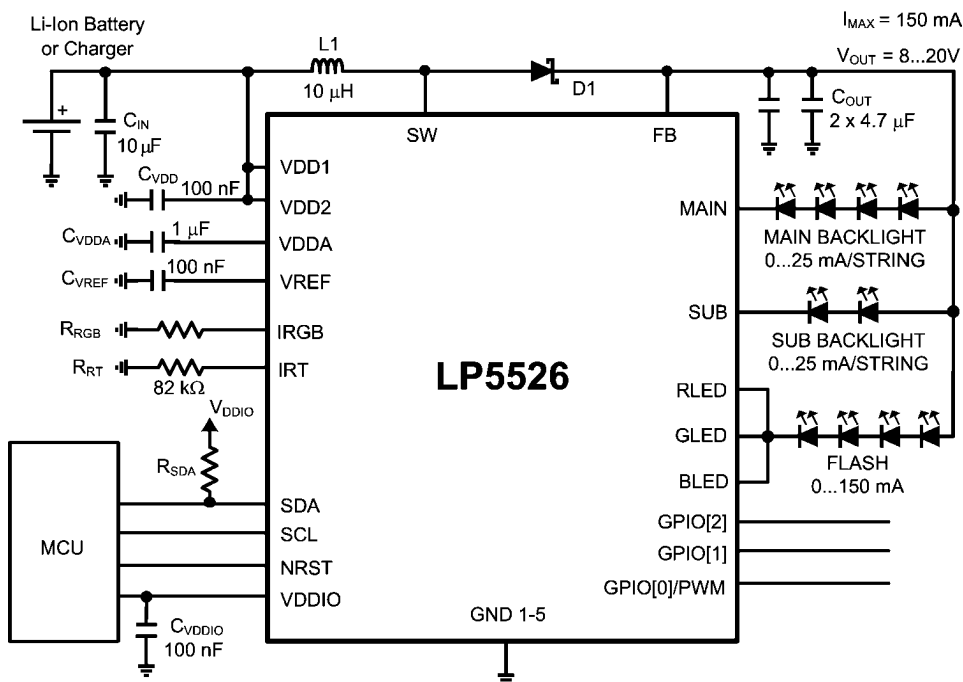 Li-Ion Battery
or Charger
I_MAX = 150 mA
V_OUT = 8...20V
L1
10 μH
D1
+
C_IN
10 μF
C_OUT
2 x 4.7 μF
SW
FB
C_VDD
100 nF
VDD1
VDD2
C_VDDA
1 μF
VDDA
C_VREF
100 nF
VREF
R_RGB
IRGB
R_RT
82 kΩ
IRT
V_DDIO
R_SDA
LP5526
MAIN
MAIN BACKLIGHT
0...25 mA/STRING
SUB
SUB BACKLIGHT
0...25 mA/STRING
RLED
GLED
BLED
FLASH
0...150 mA
MCU
SDA
SCL
NRST
VDDIO
GPIO[2]
GPIO[1]
GPIO[0]/PWM
C_VDDIO
100 nF
GND 1-5